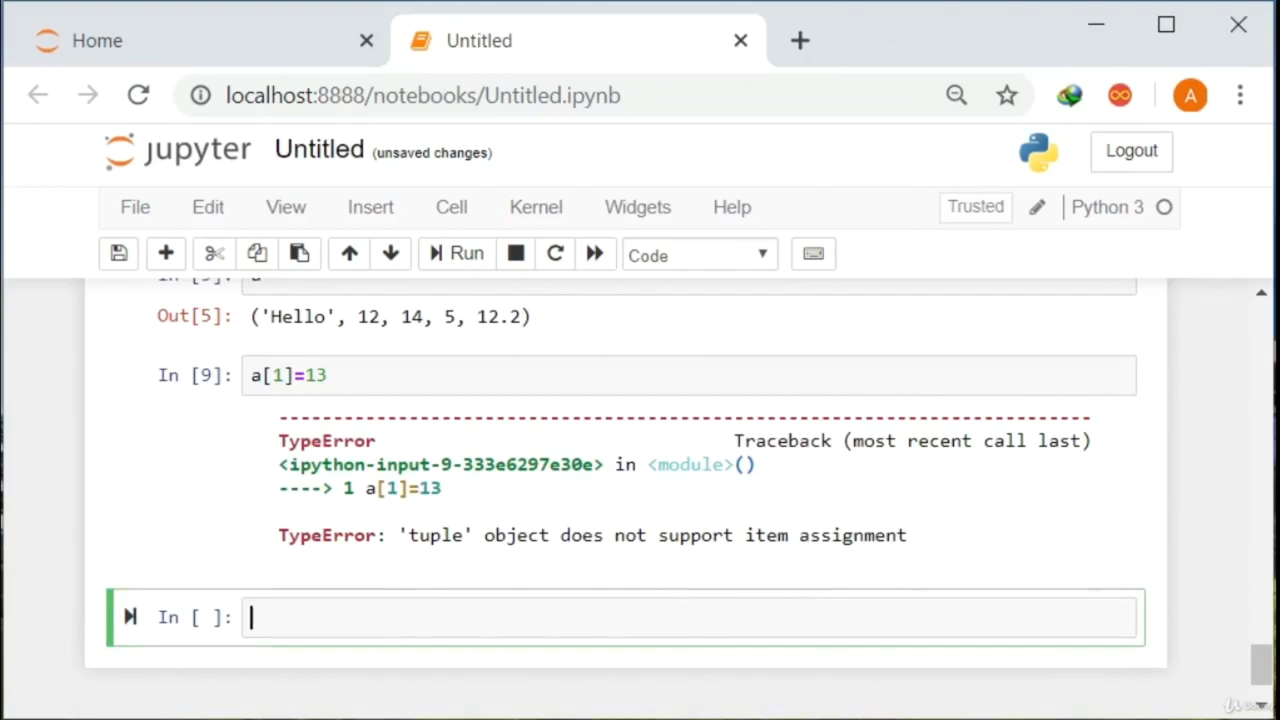 Home
Untitled
localhost:8888/notebooks/Untitled.ipynb
A
jupyter Untitled (unsaved changes)
Logout
File Edit View Insert Cell Kernel Widgets Help
Trusted
Python 3
Run
Code
Out[5]: ('Hello', 12, 14, 5, 12.2)
In [9]: a[1]=13
---------------------------------------------------------------------------
TypeError Traceback (most recent call last)
<ipython-input-9-333e6297e30e> in <module>()
----> 1 a[1]=13
TypeError: 'tuple' object does not support item assignment
In [ ]: